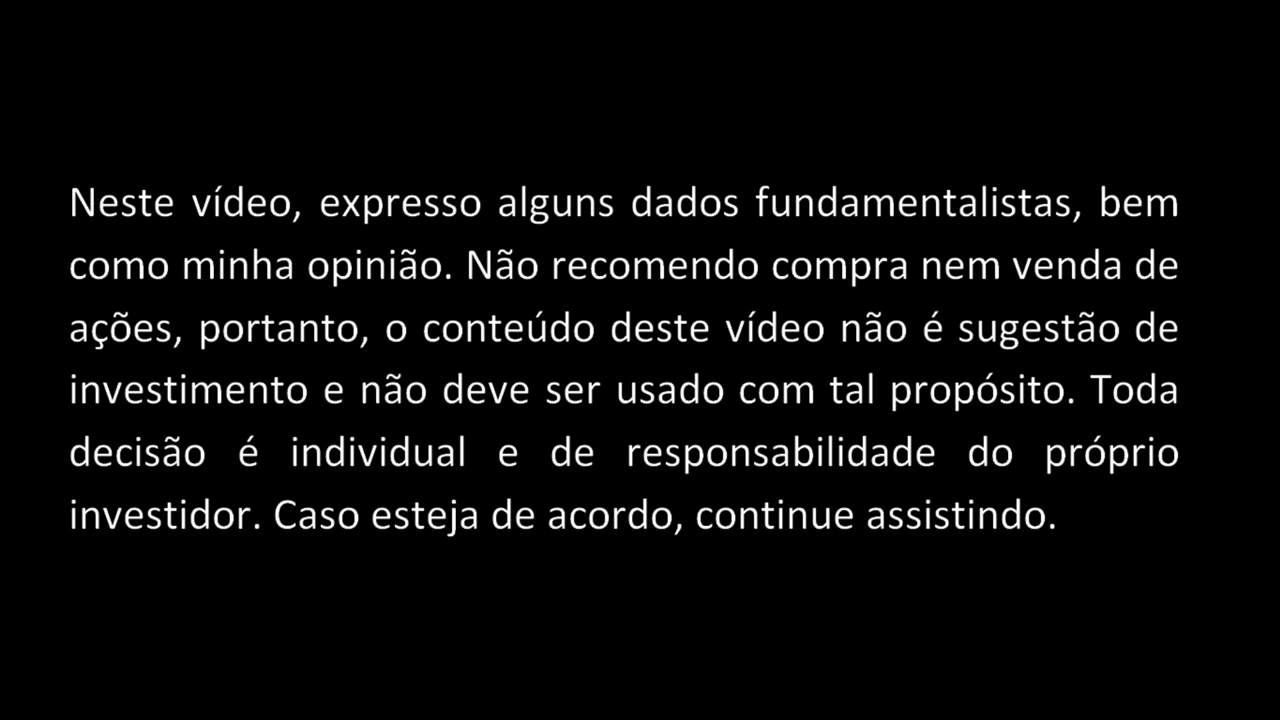 Neste vídeo, expresso alguns dados fundamentalistas, bem
como minha opinião. Não recomendo compra nem venda de
ações, portanto, o conteúdo deste vídeo não é sugestão de
investimento e não deve ser usado com tal propósito. Toda
decisão é individual e de responsabilidade do próprio
investidor. Caso esteja de acordo, continue assistindo.